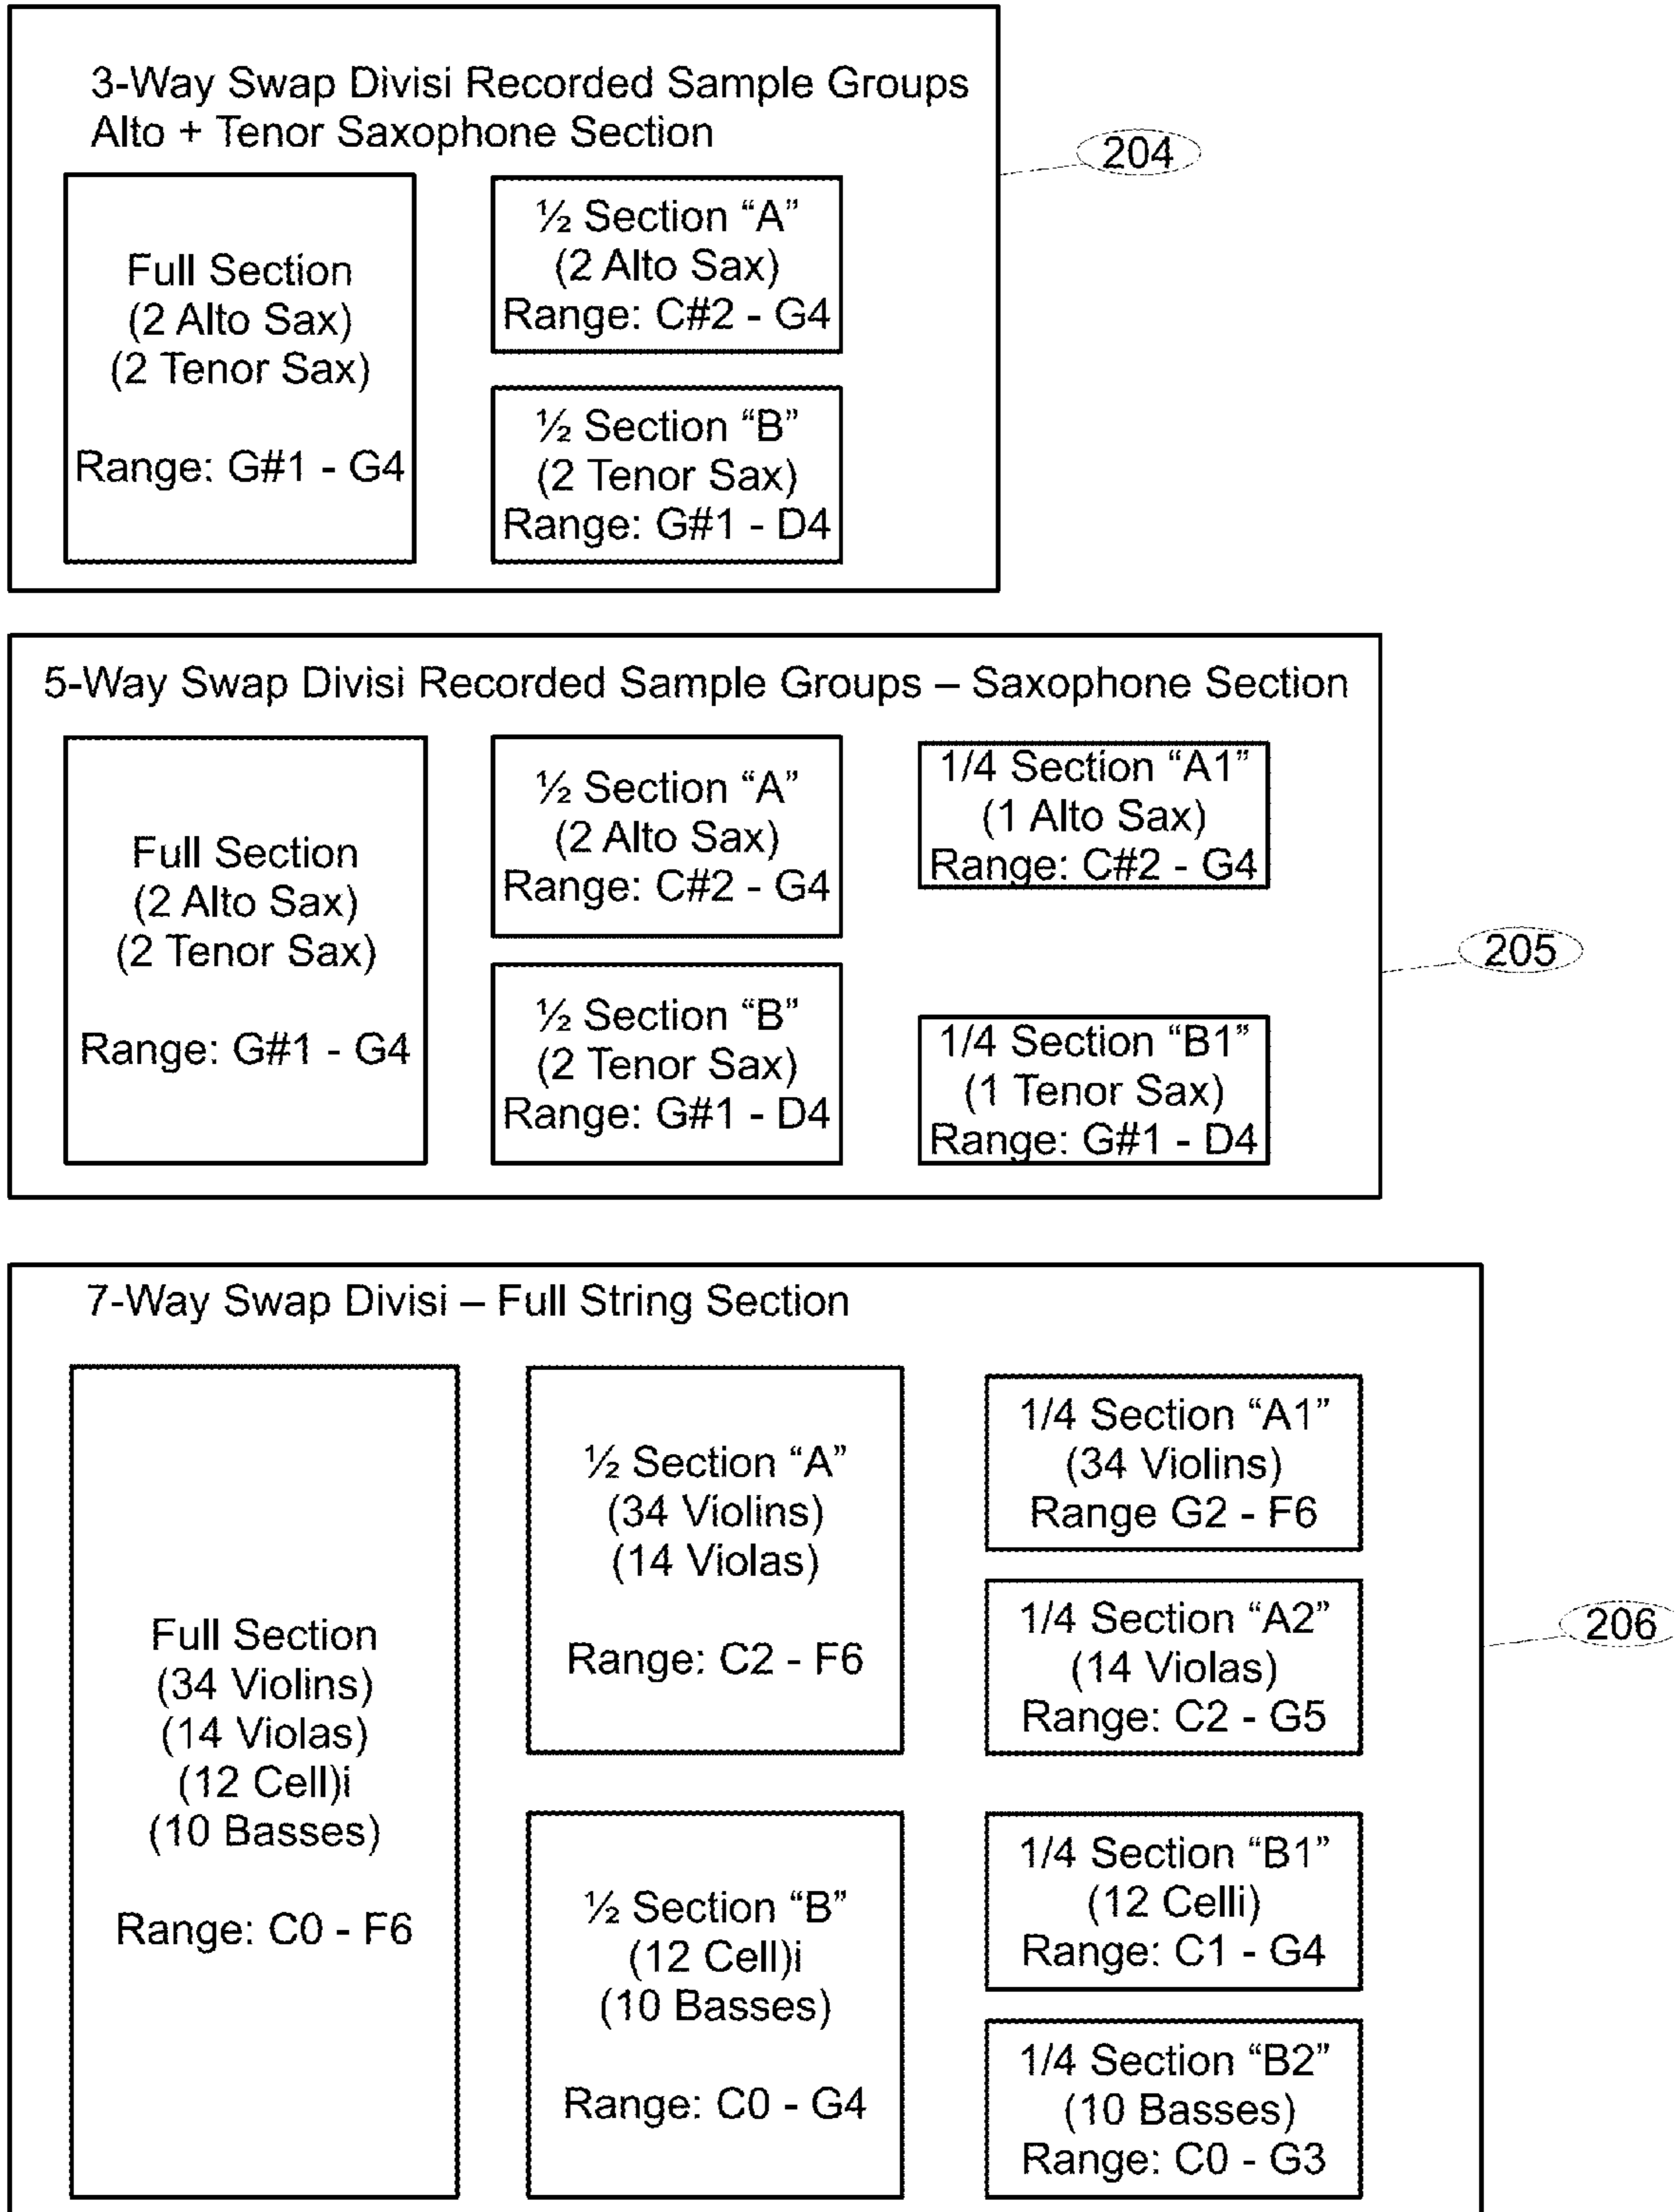 3-Way Swap Divisi Recorded Sample Groups
Alto + Tenor Saxophone Section
Full Section
(2 Alto Sax)
(2 Tenor Sax)
Range: G#1 - G4
½ Section “A”
(2 Alto Sax)
Range: C#2 - G4
½ Section “B”
(2 Tenor Sax)
Range: G#1 - D4
204
5-Way Swap Divisi Recorded Sample Groups – Saxophone Section
Full Section
(2 Alto Sax)
(2 Tenor Sax)
Range: G#1 - G4
½ Section “A”
(2 Alto Sax)
Range: C#2 - G4
½ Section “B”
(2 Tenor Sax)
Range: G#1 - D4
1/4 Section “A1”
(1 Alto Sax)
Range: C#2 - G4
1/4 Section “B1”
(1 Tenor Sax)
Range: G#1 - D4
205
7-Way Swap Divisi – Full String Section
Full Section
(34 Violins)
(14 Violas)
(12 Cell)i
(10 Basses)
Range: C0 - F6
½ Section “A”
(34 Violins)
(14 Violas)
Range: C2 - F6
½ Section “B”
(12 Cell)i
(10 Basses)
Range: C0 - G4
1/4 Section “A1”
(34 Violins)
Range G2 - F6
1/4 Section “A2”
(14 Violas)
Range: C2 - G5
1/4 Section “B1”
(12 Celli)
Range: C1 - G4
1/4 Section “B2”
(10 Basses)
Range: C0 - G3
206